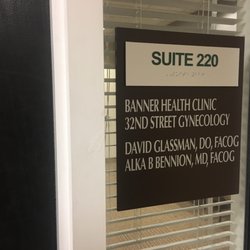 SUITE 220
BANNER HEALTH CLINIC
32ND STREET GYNECOLOGY
DAVID GLASSMAN, DO, FACOG
ALKA B BENNION, MD, FACOG